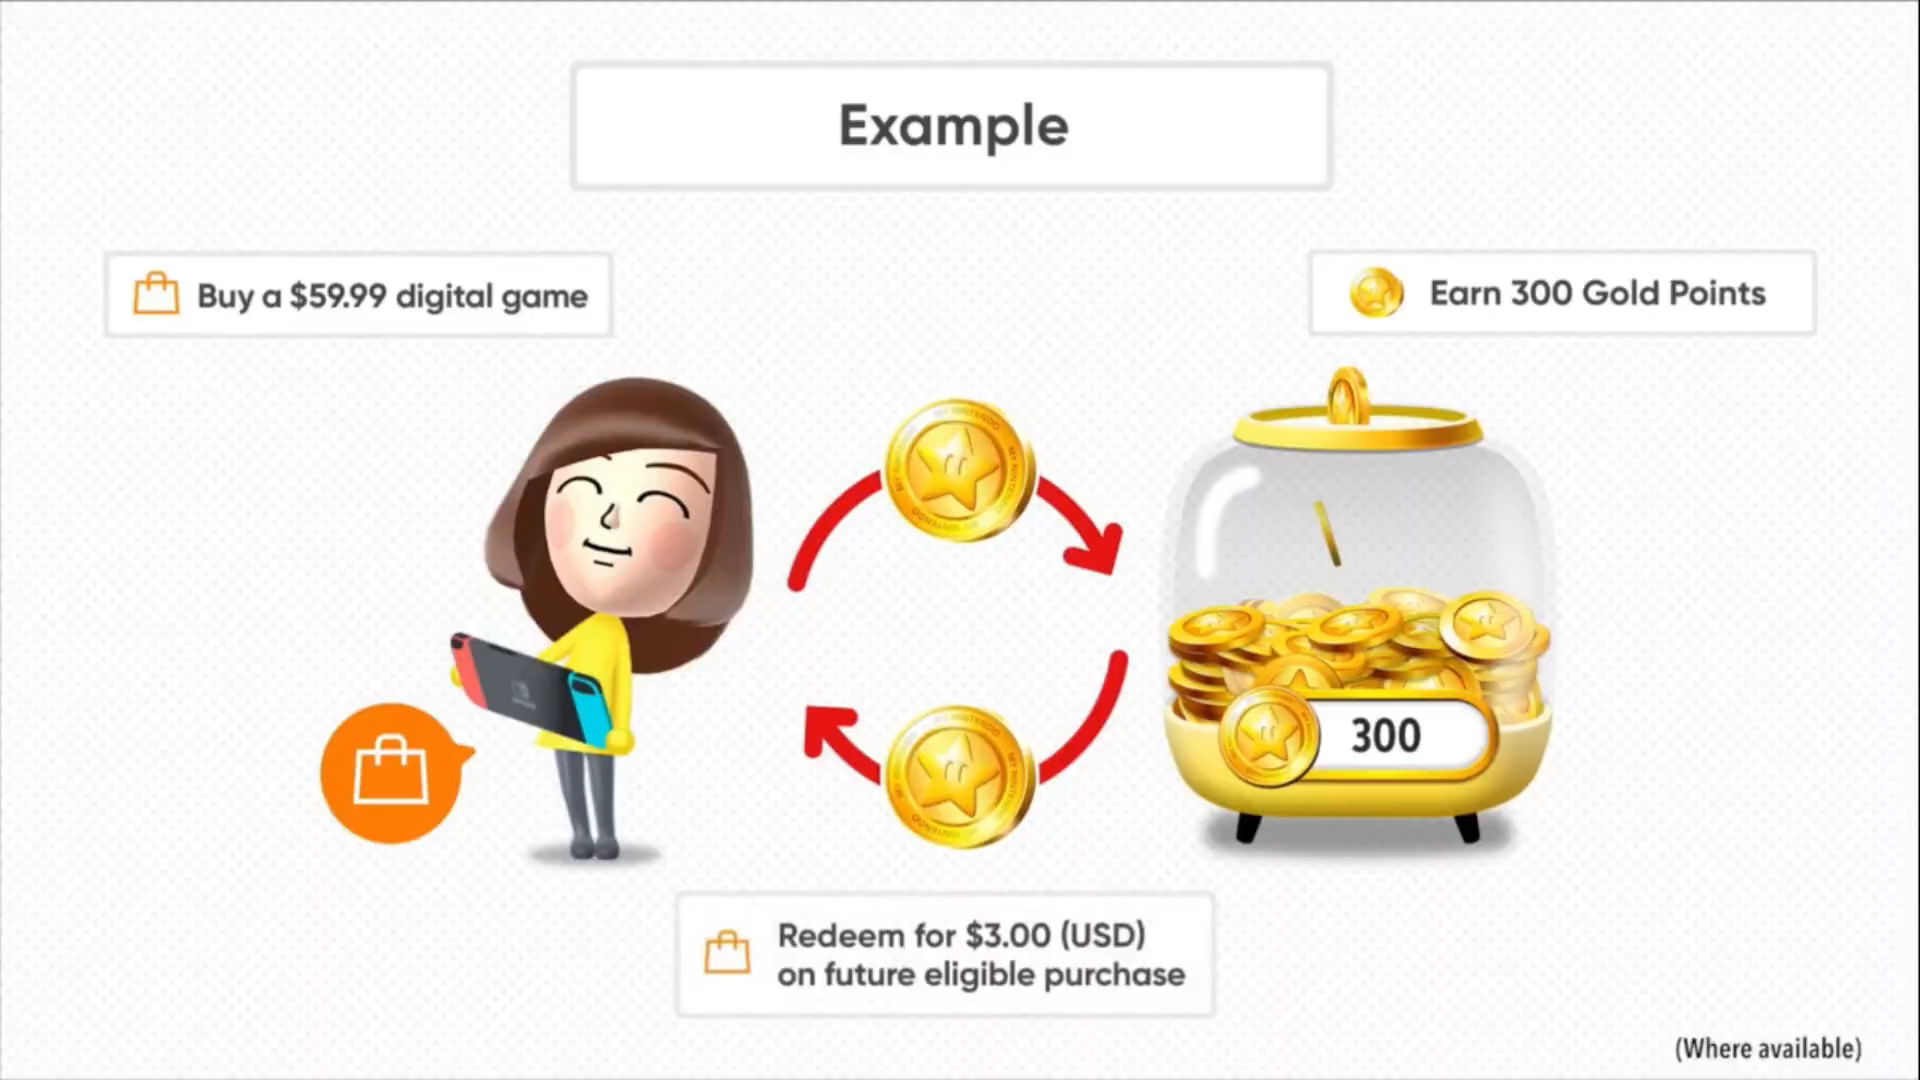 Example
Buy a $59.99 digital game
Earn 300 Gold Points
300
Redeem for $3.00 (USD)
on future eligible purchase
(Where available)